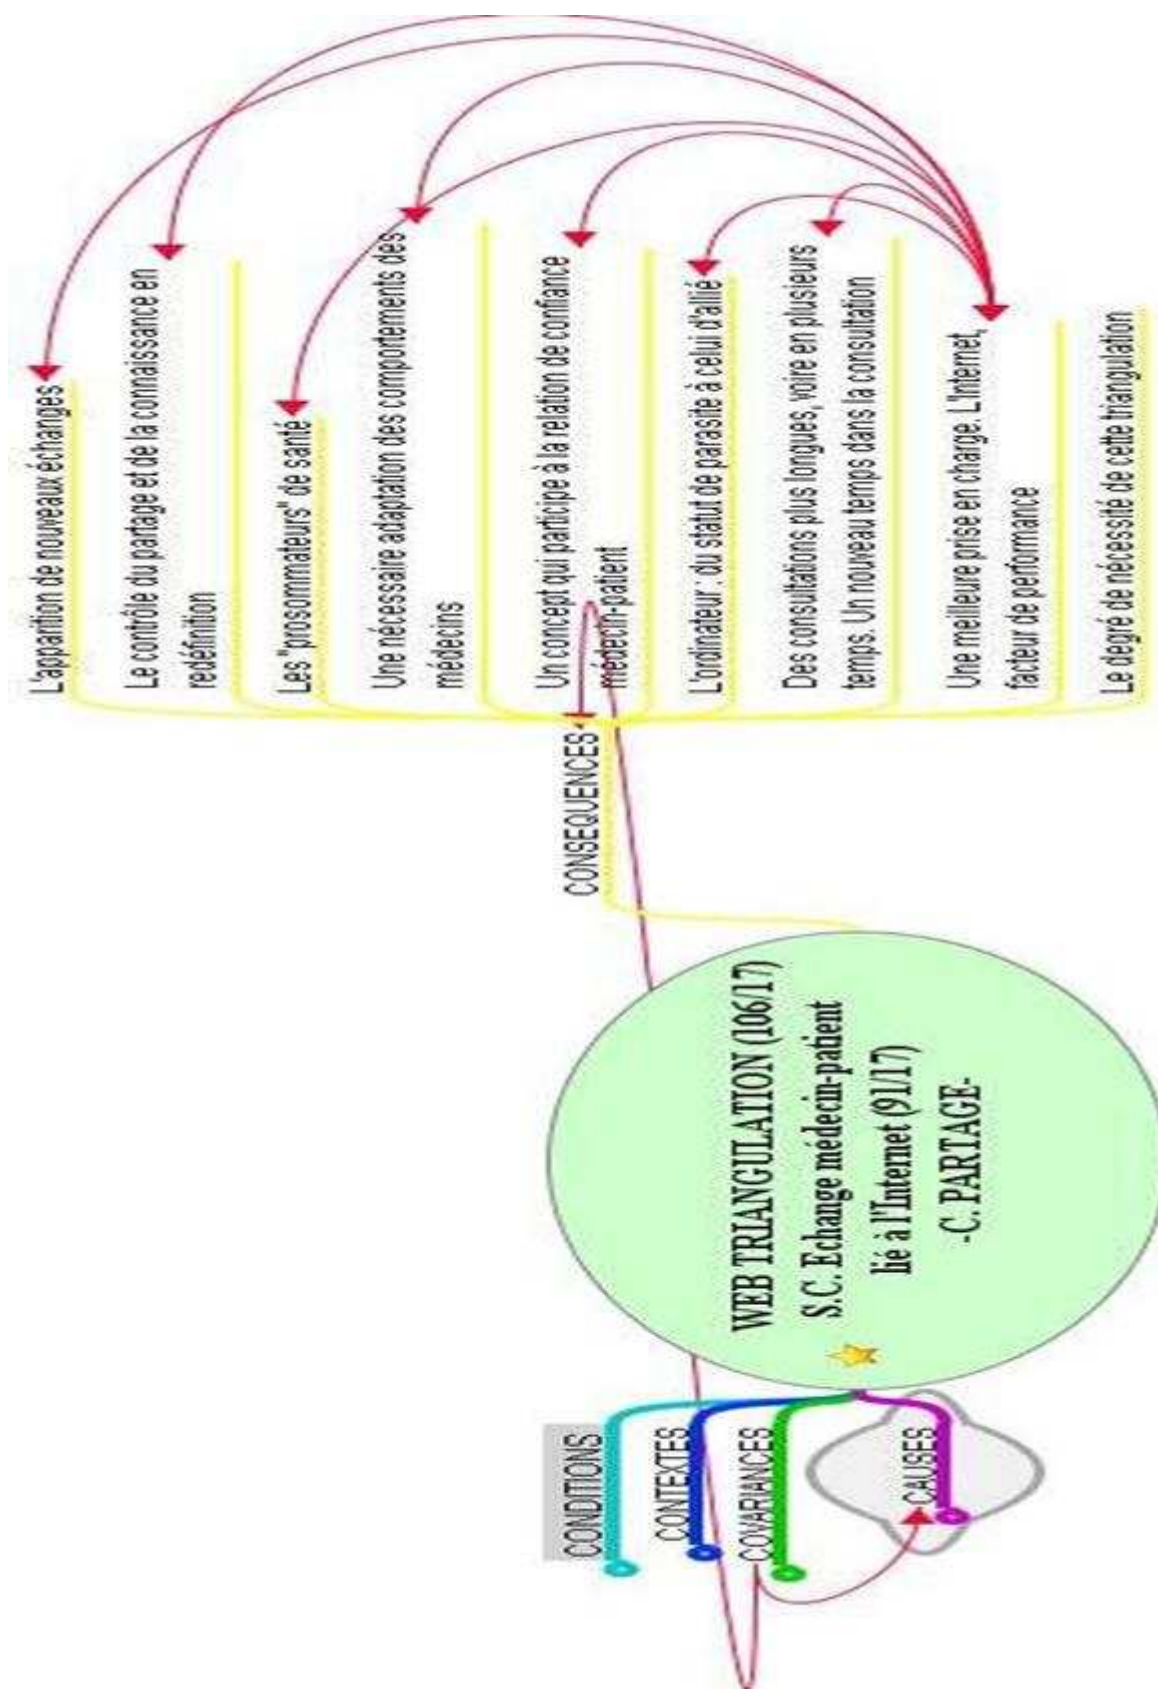 L'apparition de nouveaux échanges
Le contrôle du partage et de la connaissance en
redéfinition
Les "prosommateurs" de santé
Une nécessaire adaptation des comportements des
médecins
Un concept qui participe à la relation de confiance
médecin-patient
L'ordinateur : du statut de parasite à celui d'allié
Des consultations plus longues, voire en plusieurs
temps. Un nouveau temps dans la consultation
Une meilleure prise en charge. L'Internet,
facteur de performance
Le degré de nécessité de cette triangulation
CONSEQUENCES
WEB TRIANGULATION (106/17)
S.C. Echange médecin-patient
lié à l'Internet (91/17)
-C. PARTAGE-
CONDITIONS
CONTEXTES
COVARIANCES
CAUSES